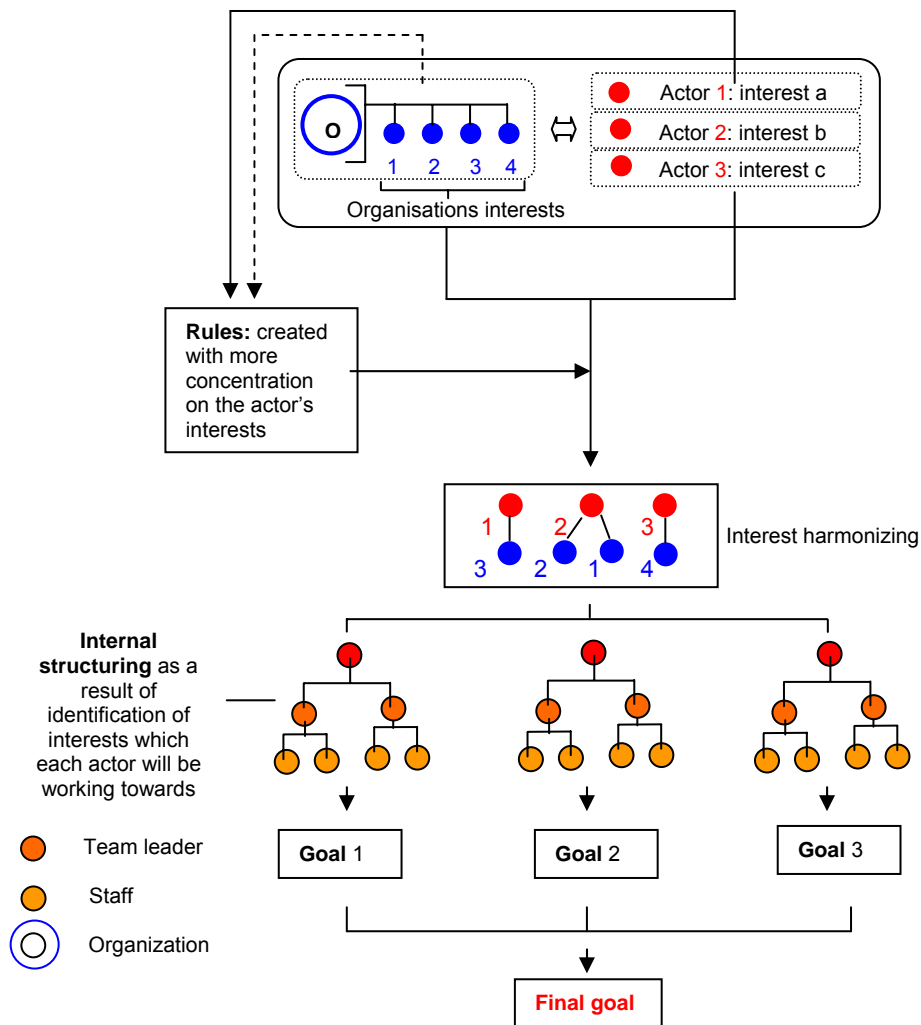 O
1 2 3 4
Organisations interests
Actor 1: interest a
Actor 2: interest b
Actor 3: interest c
Rules: created
with more
concentration
on the actor’s
interests
1 2 3
3 2 1 4
Interest harmonizing
Internal
structuring as a
result of
identification of
interests which
each actor will be
working towards
Team leader
Staff
Organization
Goal 1
Goal 2
Goal 3
Final goal